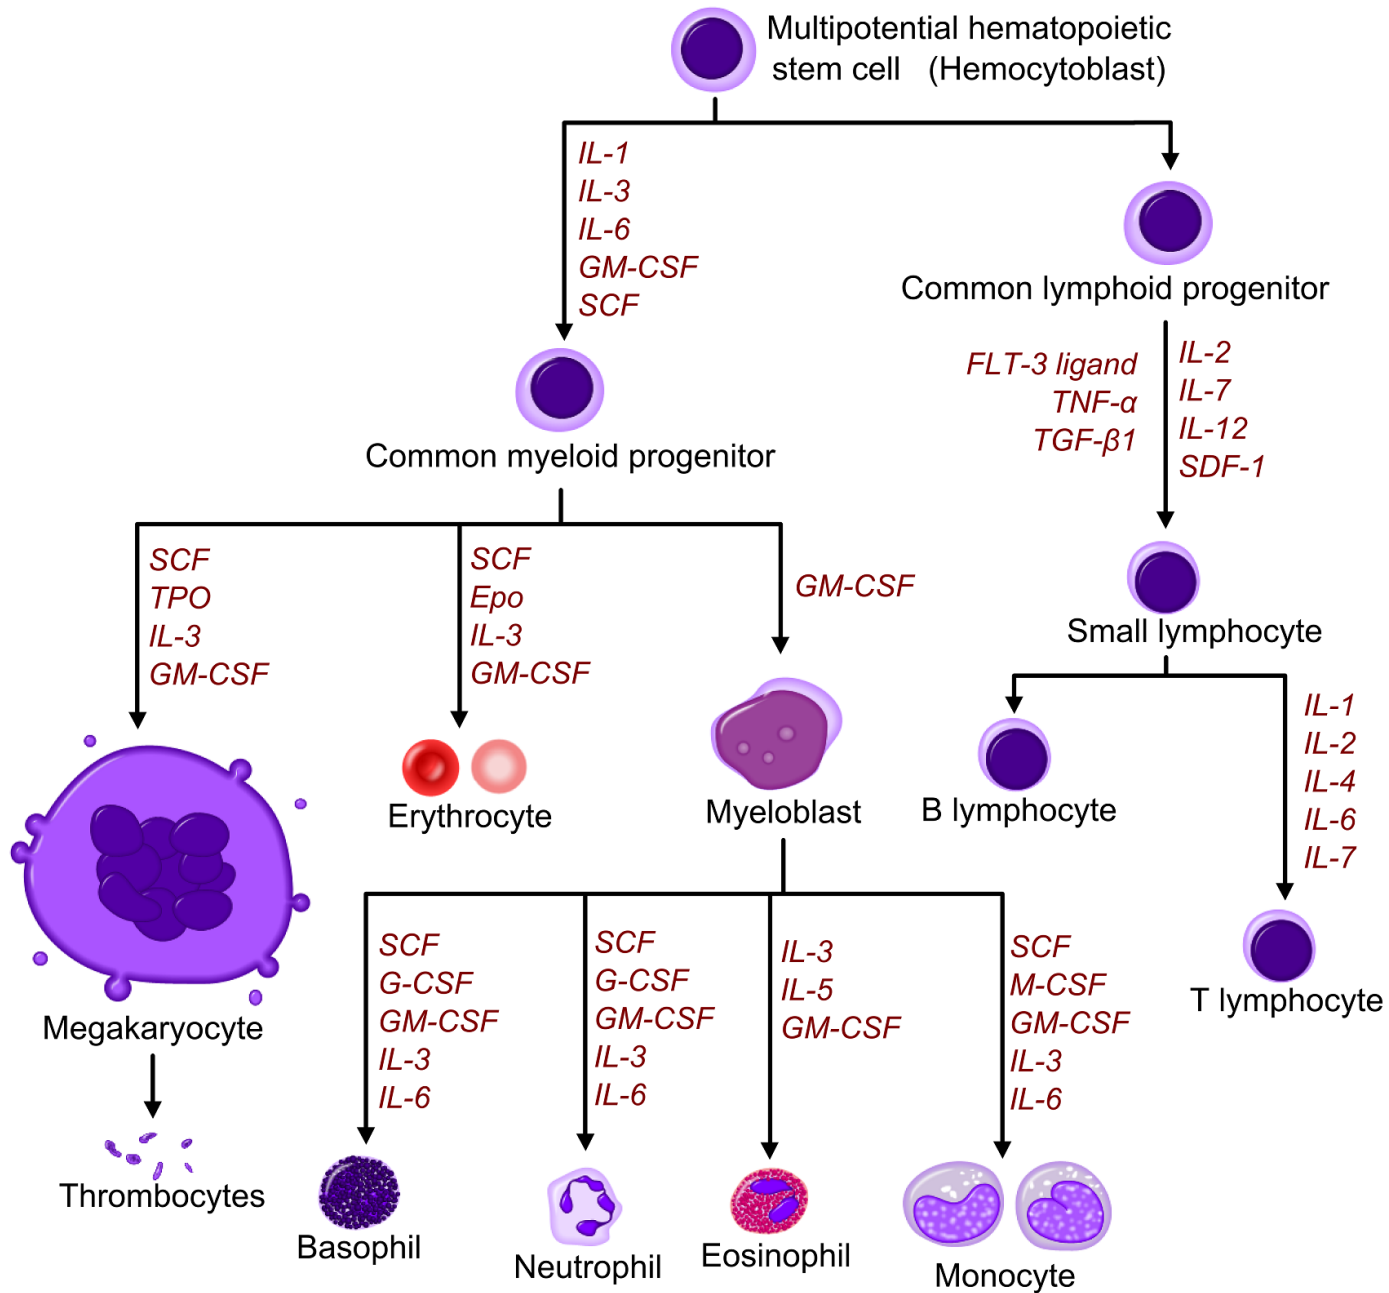 Multipotential hematopoietic
stem cell (Hemocytoblast)
IL-1
IL-3
IL-6
GM-CSF
SCF
Common lymphoid progenitor
FLT-3 ligand
TNF-α
TGF-β1
IL-2
IL-7
IL-12
SDF-1
Common myeloid progenitor
SCF
TPO
IL-3
GM-CSF
SCF
Epo
IL-3
GM-CSF
GM-CSF
Small lymphocyte
IL-1
IL-2
IL-4
IL-6
IL-7
Erythrocyte
Myeloblast
B lymphocyte
T lymphocyte
Megakaryocyte
SCF
G-CSF
GM-CSF
IL-3
IL-6
SCF
G-CSF
GM-CSF
IL-3
IL-6
IL-3
IL-5
GM-CSF
SCF
M-CSF
GM-CSF
IL-3
IL-6
Thrombocytes
Basophil
Neutrophil
Eosinophil
Monocyte